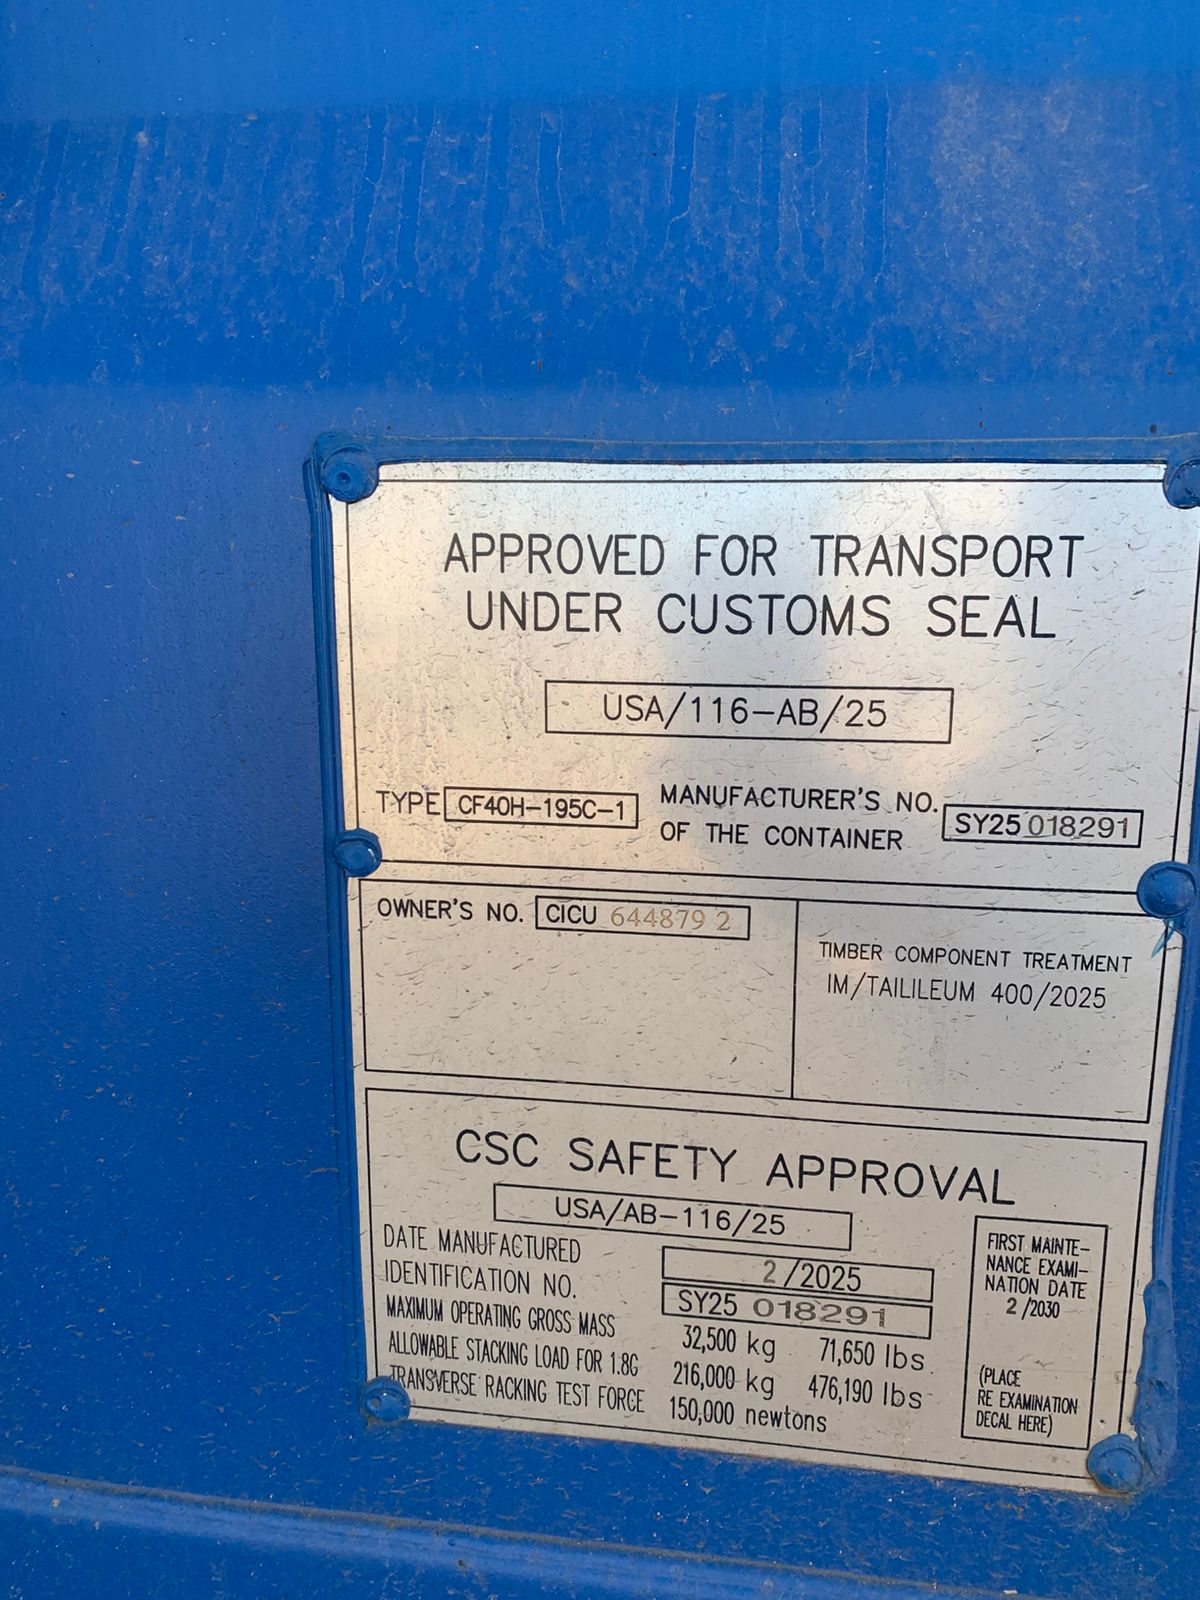 APPROVED FOR TRANSPORT
UNDER CUSTOMS SEAL
USA/116-AB/25
TYPE CF40H-195C-1 MANUFACTURER'S NO. OF THE CONTAINER SY25 018291
OWNER'S NO. CICU 644879 2
TIMBER COMPONENT TREATMENT
IM/TAILILEUM 400/2025
CSC SAFETY APPROVAL
USA/AB-116/25
DATE MANUFACTURED 2/2025
IDENTIFICATION NO. SY25 018291
MAXIMUM OPERATING GROSS MASS 32,500 kg 71,650 lbs
ALLOWABLE STACKING LOAD FOR 1.8G 216,000 kg 476,190 lbs
TRANSVERSE RACKING TEST FORCE 150,000 newtons
FIRST MAINTE-
NANCE EXAMI-
NATION DATE
2/2030
(PLACE
RE EXAMINATION
DECAL HERE)